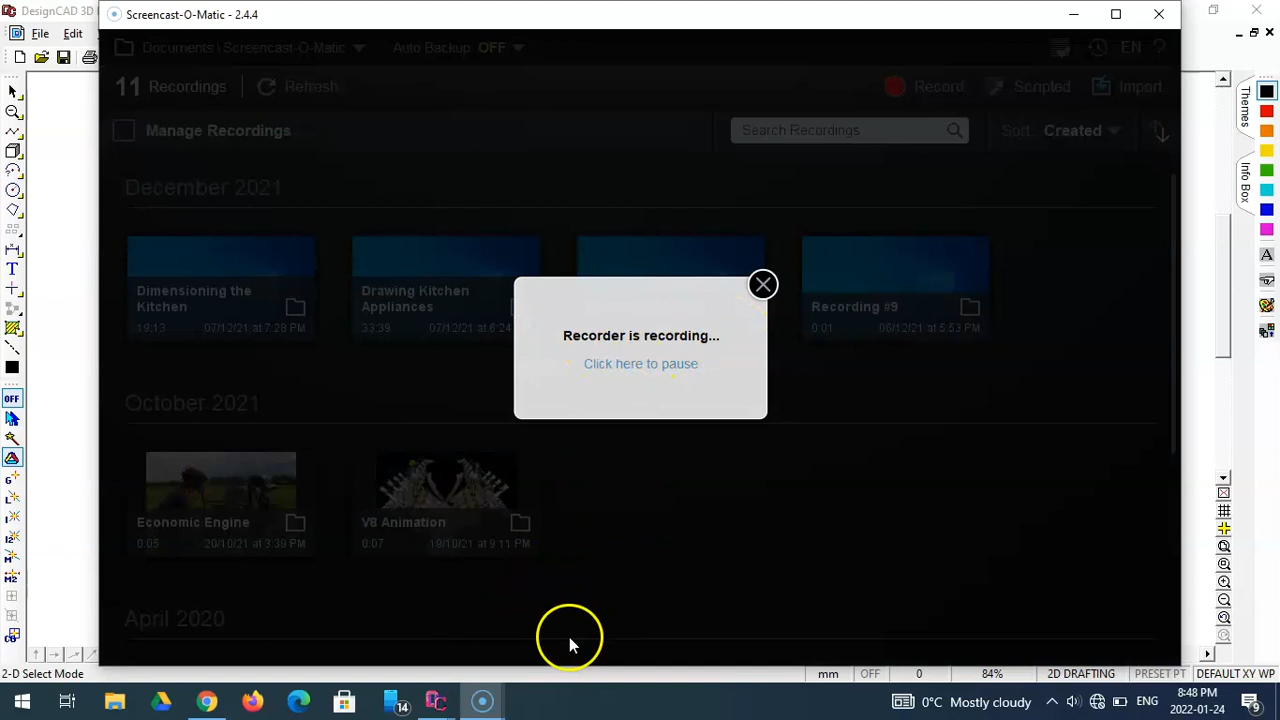 DesignCAD 3D
Screencast-O-Matic - 2.4.4
File Edit
Documents \ Screencast-O-Matic Auto Backup: OFF EN ?
11 Recordings Refresh Record Scripted Import
Manage Recordings Search Recordings Sort: Created
December 2021
Dimensioning the
Kitchen
19:13 07/12/21 at 7:28 PM
Drawing Kitchen
Appliances
33:39 07/12/21 at 6:24
Recording #9
0:01 06/12/21 at 5:53 PM
Recorder is recording...
Click here to pause
October 2021
Economic Engine
0:05 20/10/21 at 3:39 PM
V8 Animation
0:07 19/10/21 at 9:11 PM
April 2020
Themes
Info Box
OFF
2-D Select Mode mm OFF 0 84% 2D DRAFTING PRESET PT DEFAULT XY WP
14 0°C Mostly cloudy ENG 8:48 PM
2022-01-24 9